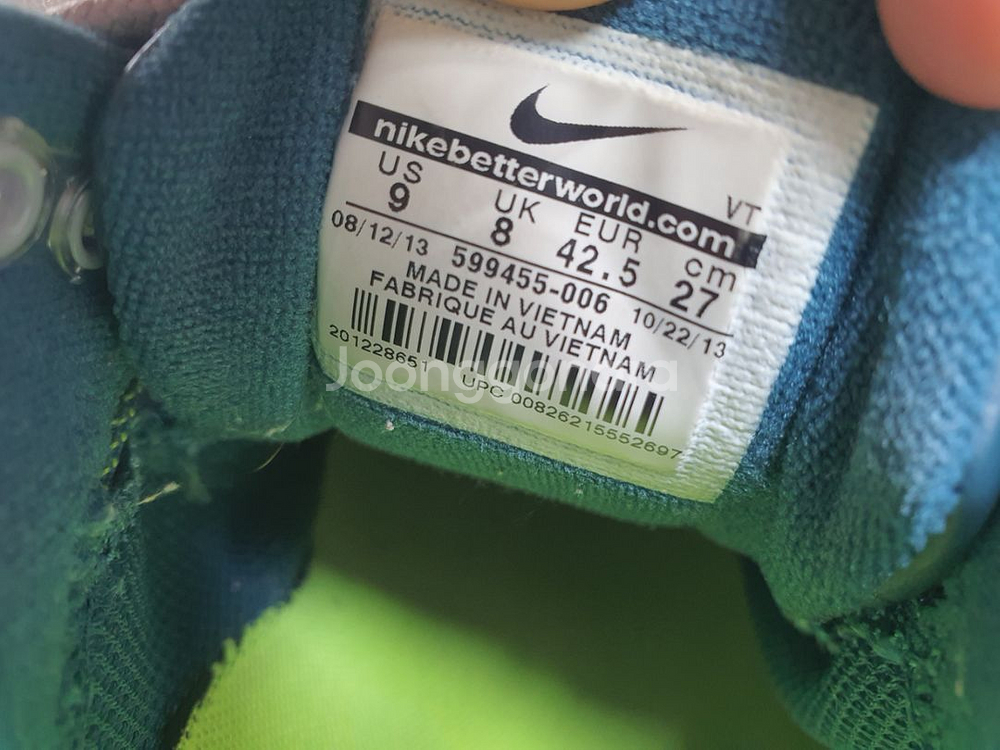 nikebetterworld.com
VT
US UK EUR cm
9 8 42.5 27
08/12/13 599455-006 10/22/13
MADE IN VIETNAM
FABRIQUE AU VIETNAM
201228651 UPC 00826215552697